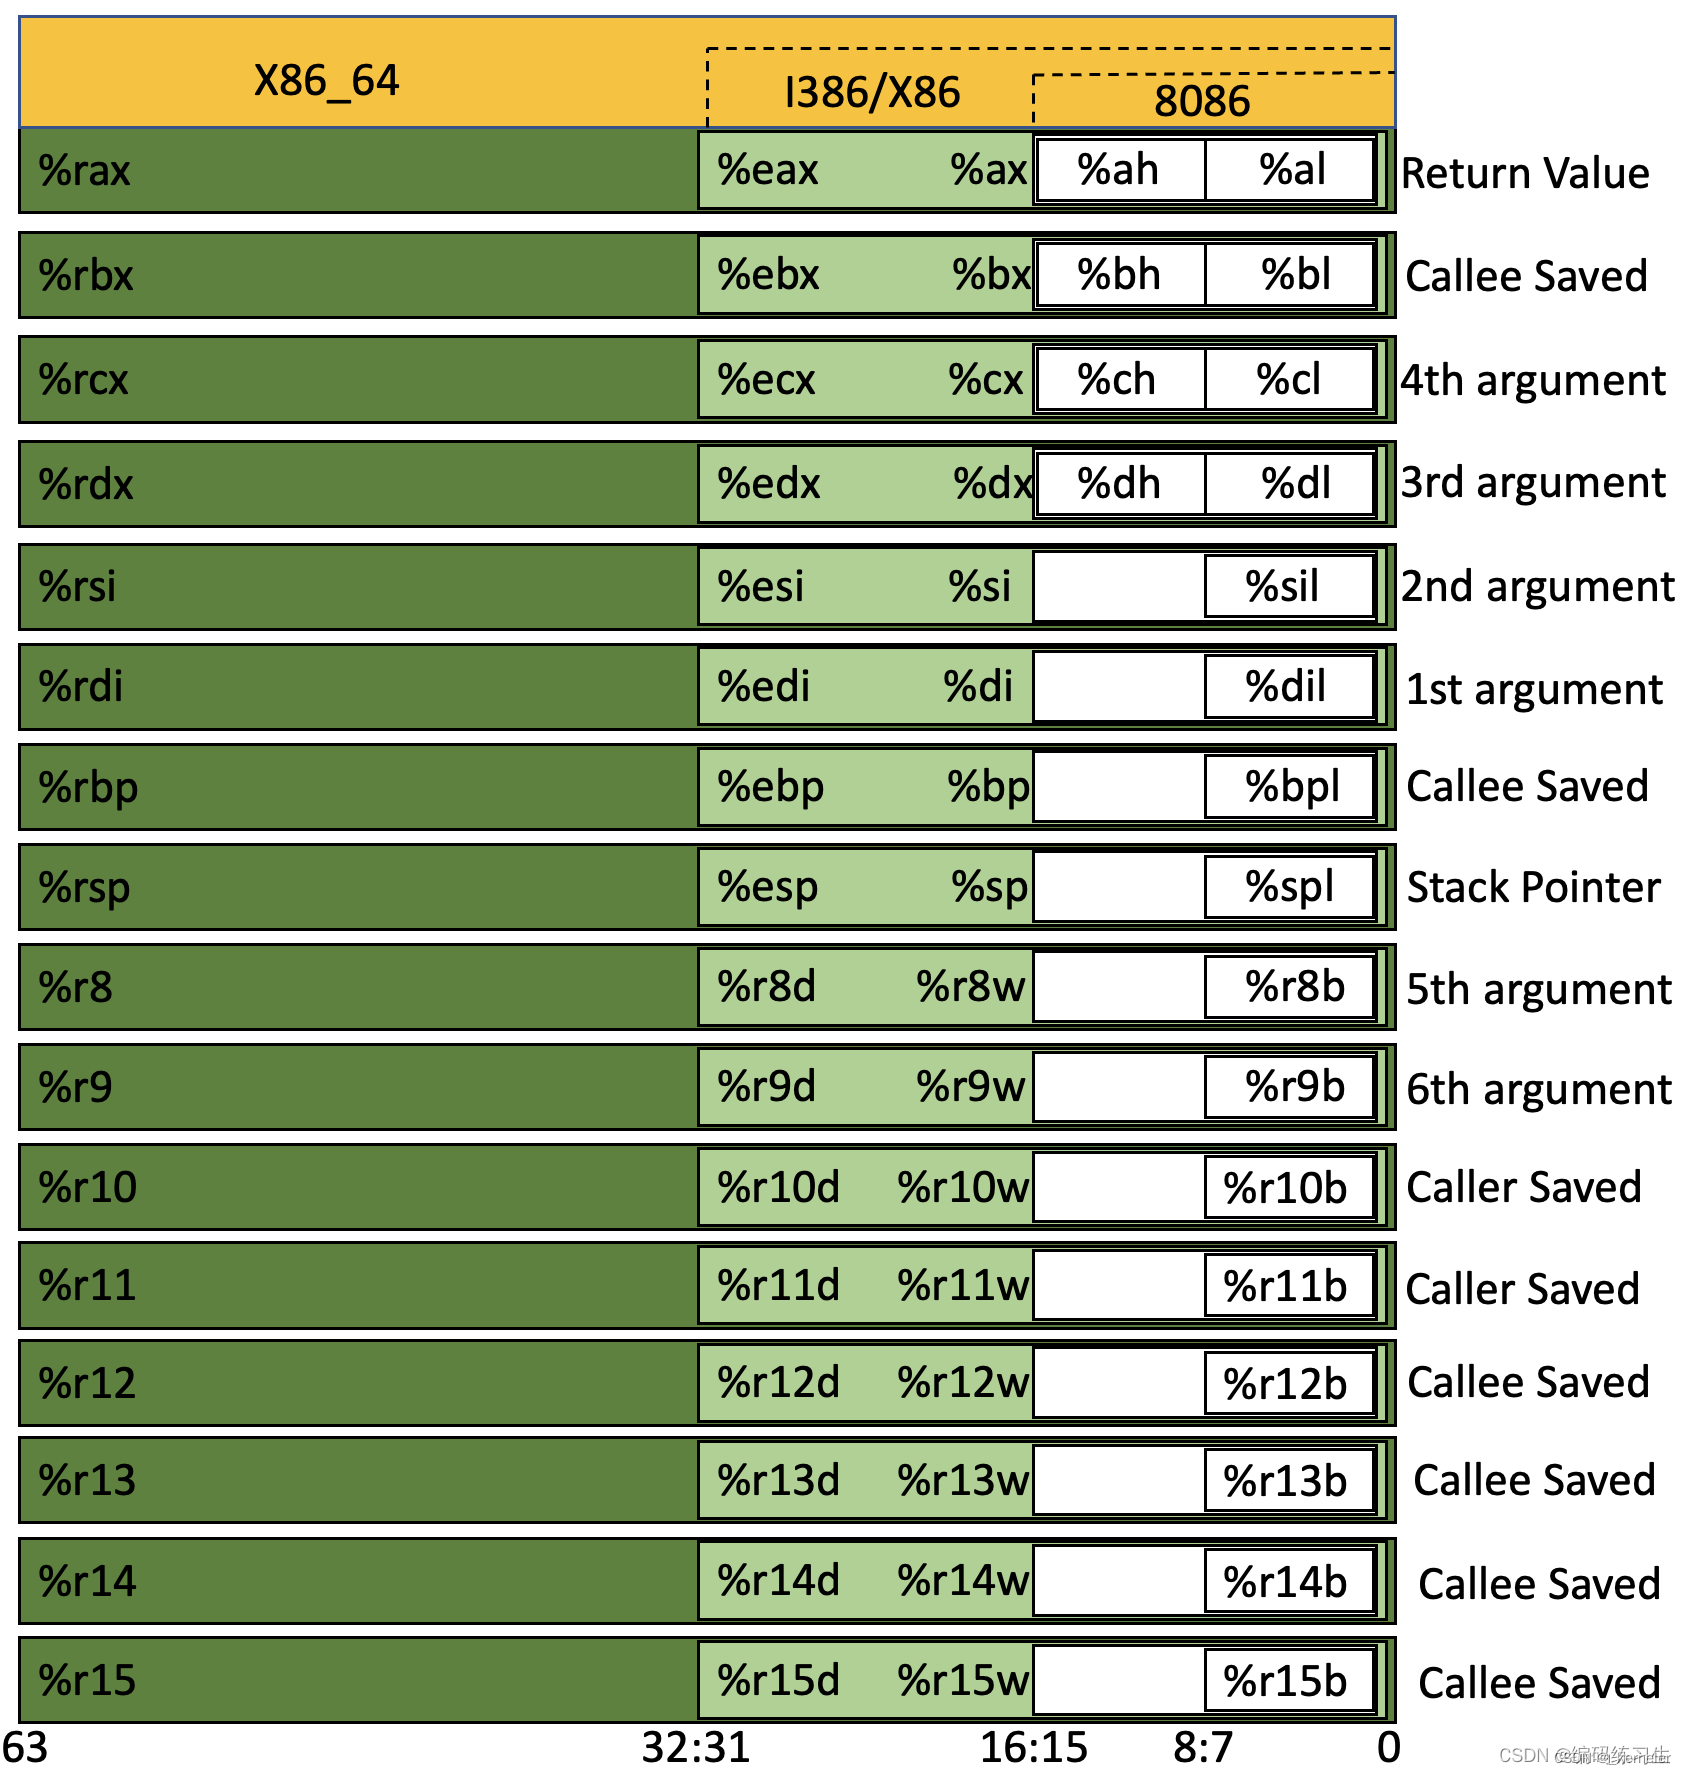 X86_64 I386/X86 8086
%rax %eax %ax %ah %al Return Value
%rbx %ebx %bx %bh %bl Callee Saved
%rcx %ecx %cx %ch %cl 4th argument
%rdx %edx %dx %dh %dl 3rd argument
%rsi %esi %si %sil 2nd argument
%rdi %edi %di %dil 1st argument
%rbp %ebp %bp %bpl Callee Saved
%rsp %esp %sp %spl Stack Pointer
%r8 %r8d %r8w %r8b 5th argument
%r9 %r9d %r9w %r9b 6th argument
%r10 %r10d %r10w %r10b Caller Saved
%r11 %r11d %r11w %r11b Caller Saved
%r12 %r12d %r12w %r12b Callee Saved
%r13 %r13d %r13w %r13b Callee Saved
%r14 %r14d %r14w %r14b Callee Saved
%r15 %r15d %r15w %r15b Callee Saved
63 32:31 16:15 8:7 0
CSDN @编码练习生